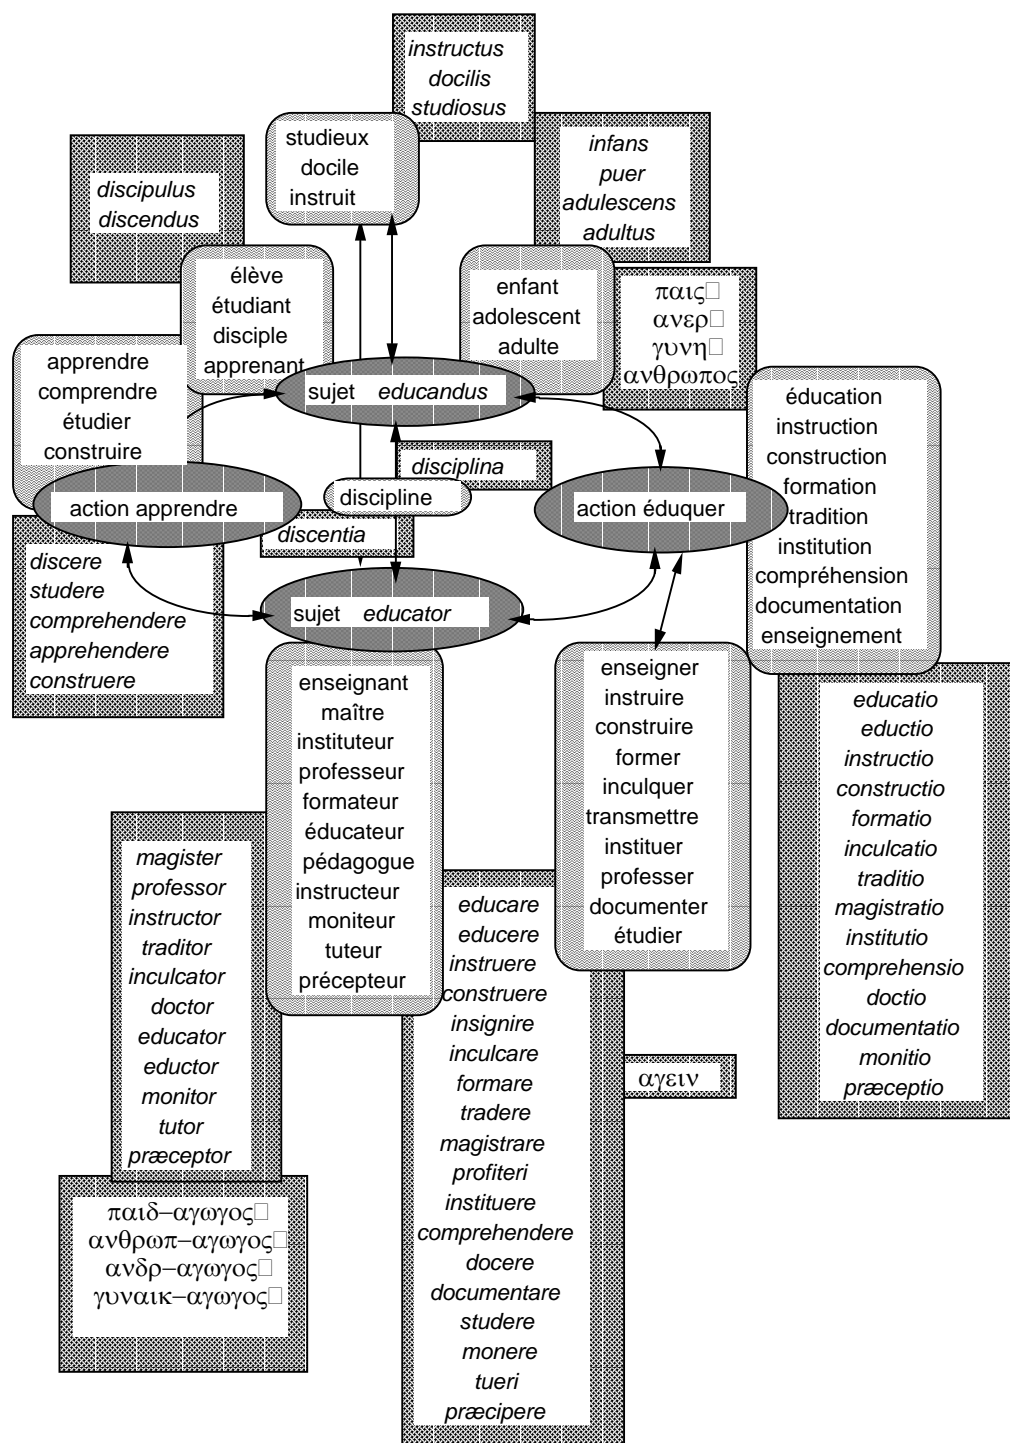 instructus
docilis
studiosus
studieux
docile
instruit
infans
puer
adulescens
adultus
discipulus
discendus
élève
étudiant
disciple
apprenant
enfant
adolescent
adulte
παις
ανερ
γυνη
ανθρωπος
apprendre
comprendre
étudier
construire
sujet educandus
éducation
instruction
construction
formation
tradition
institution
compréhension
documentation
enseignement
disciplina
discipline
action apprendre
action éduquer
discentia
discere
studere
comprehendere
apprehendere
construere
sujet educator
enseignant
maître
instituteur
professeur
formateur
éducateur
pédagogue
instructeur
moniteur
tuteur
précepteur
enseigner
instruire
construire
former
inculquer
transmettre
instituer
professer
documenter
étudier
educatio
eductio
instructio
constructio
formatio
inculcatio
traditio
magistratio
institutio
comprehensio
doctio
documentatio
monitio
præceptio
magister
professor
instructor
traditor
inculcator
doctor
educator
eductor
monitor
tutor
præceptor
educare
educere
instruere
construere
insignire
inculcare
formare
tradere
magistrare
profiteri
instituere
comprehendere
docere
documentare
studere
monere
tueri
præcipere
αγειν
παιδ−αγωγος
ανθρωπ−αγωγος
ανδρ−αγωγος
γυναικ−αγωγος